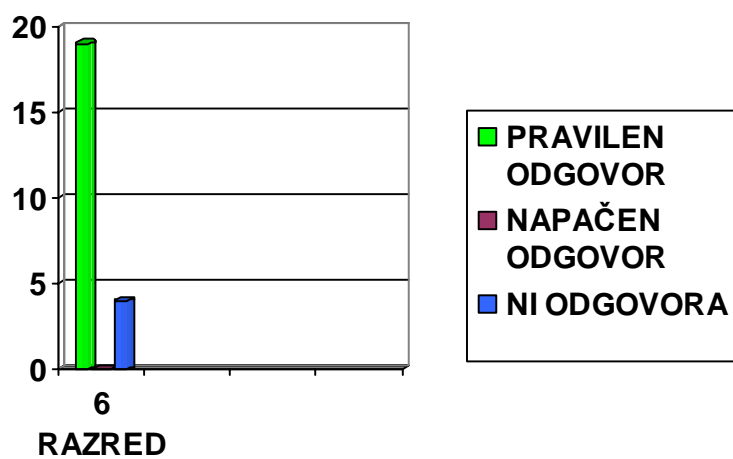 20
15
10
5
0
6
RAZRED
PRAVILEN
ODGOVOR
NAPAČEN
ODGOVOR
NI ODGOVORA